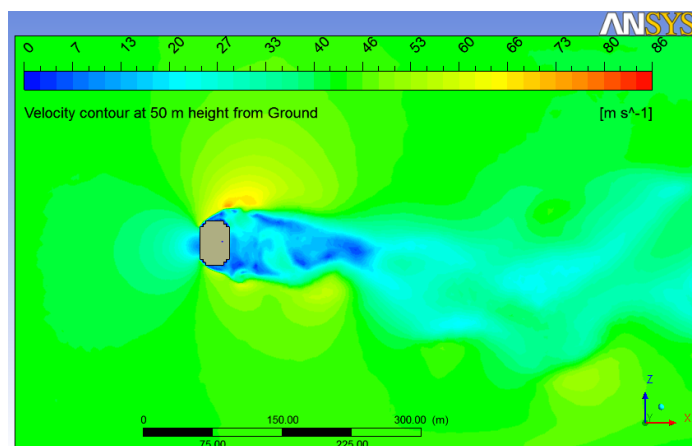 ANSYS
0 7 13 20 27 33 40 46 53 60 66 73 80 86
Velocity contour at 50 m height from Ground [m s^-1]
0 150.00 300.00 (m)
75.00 225.00
Z
Y X